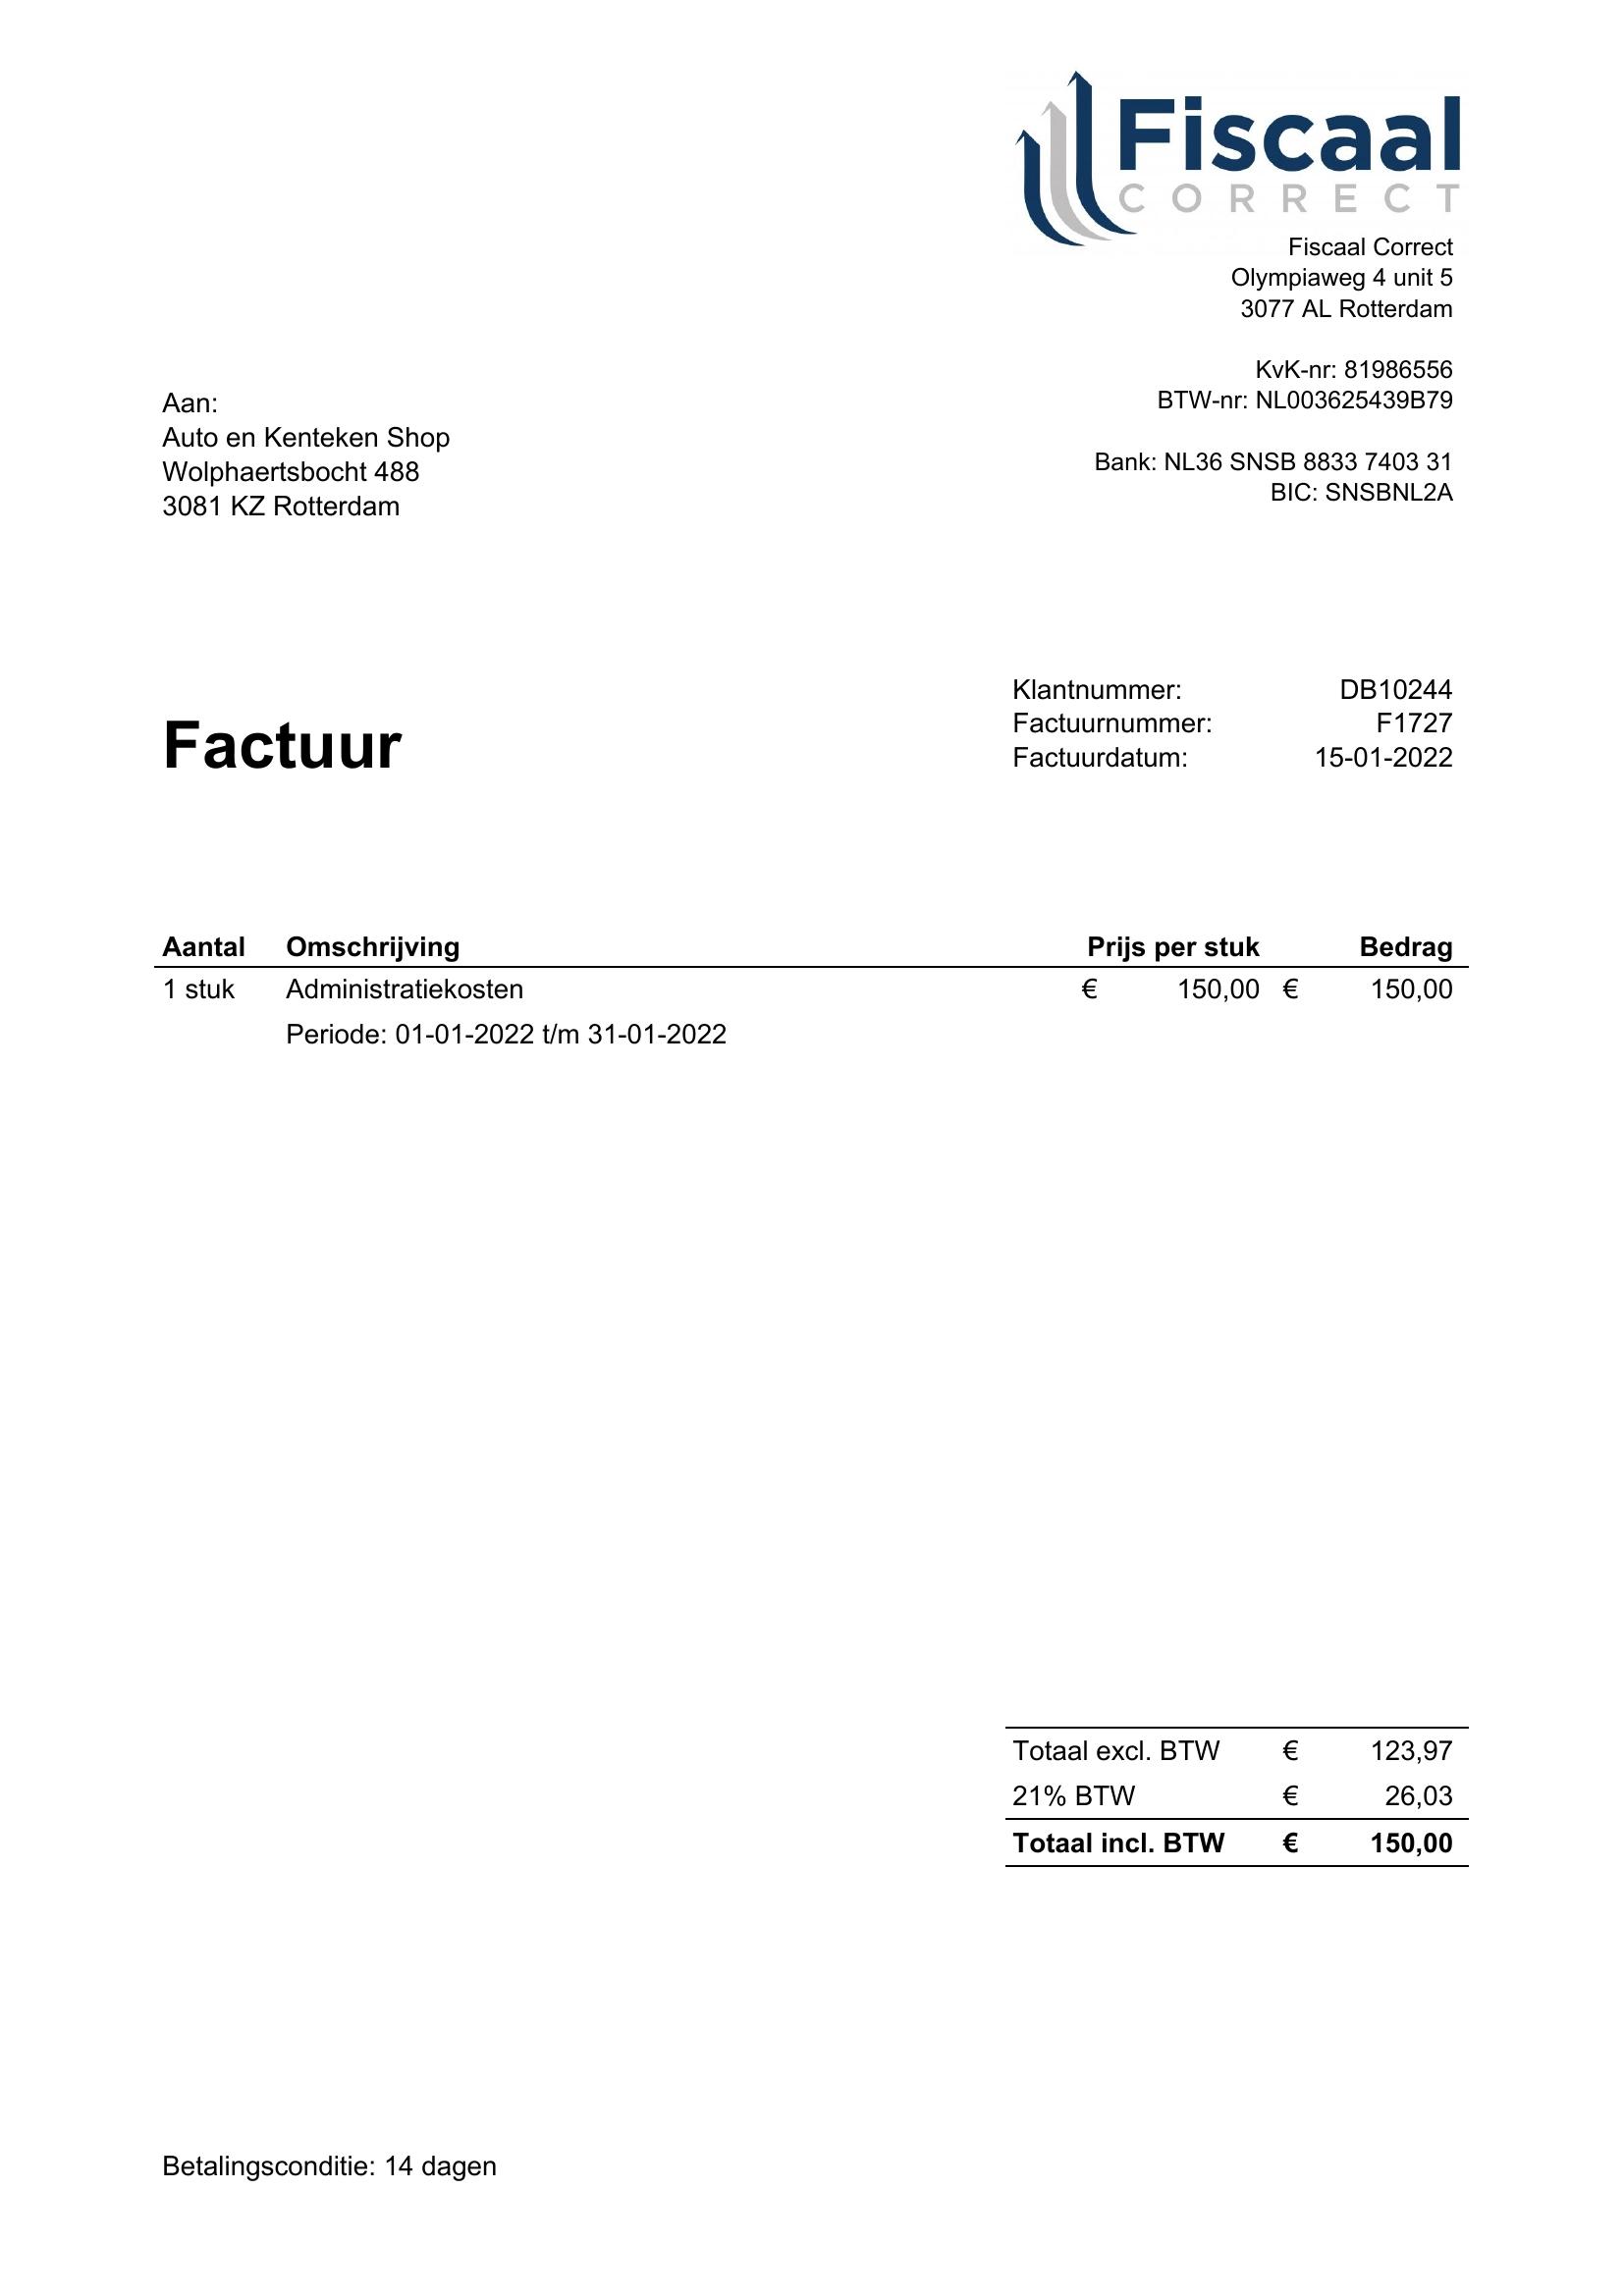 Fiscaal
CORRECT
Fiscaal Correct
Olympiaweg 4 unit 5
3077 AL Rotterdam
KvK-nr: 81986556
BTW-nr: NL003625439B79
Bank: NL36 SNSB 8833 7403 31
BIC: SNSBNL2A
Aan:
Auto en Kenteken Shop
Wolphaertsbocht 488
3081 KZ Rotterdam
Factuur
Klantnummer: DB10244
Factuurnummer: F1727
Factuurdatum: 15-01-2022
Aantal Omschrijving Prijs per stuk Bedrag
1 stuk Administratiekosten € 150,00 € 150,00
Periode: 01-01-2022 t/m 31-01-2022
Totaal excl. BTW € 123,97
21% BTW € 26,03
Totaal incl. BTW € 150,00
Betalingsconditie: 14 dagen